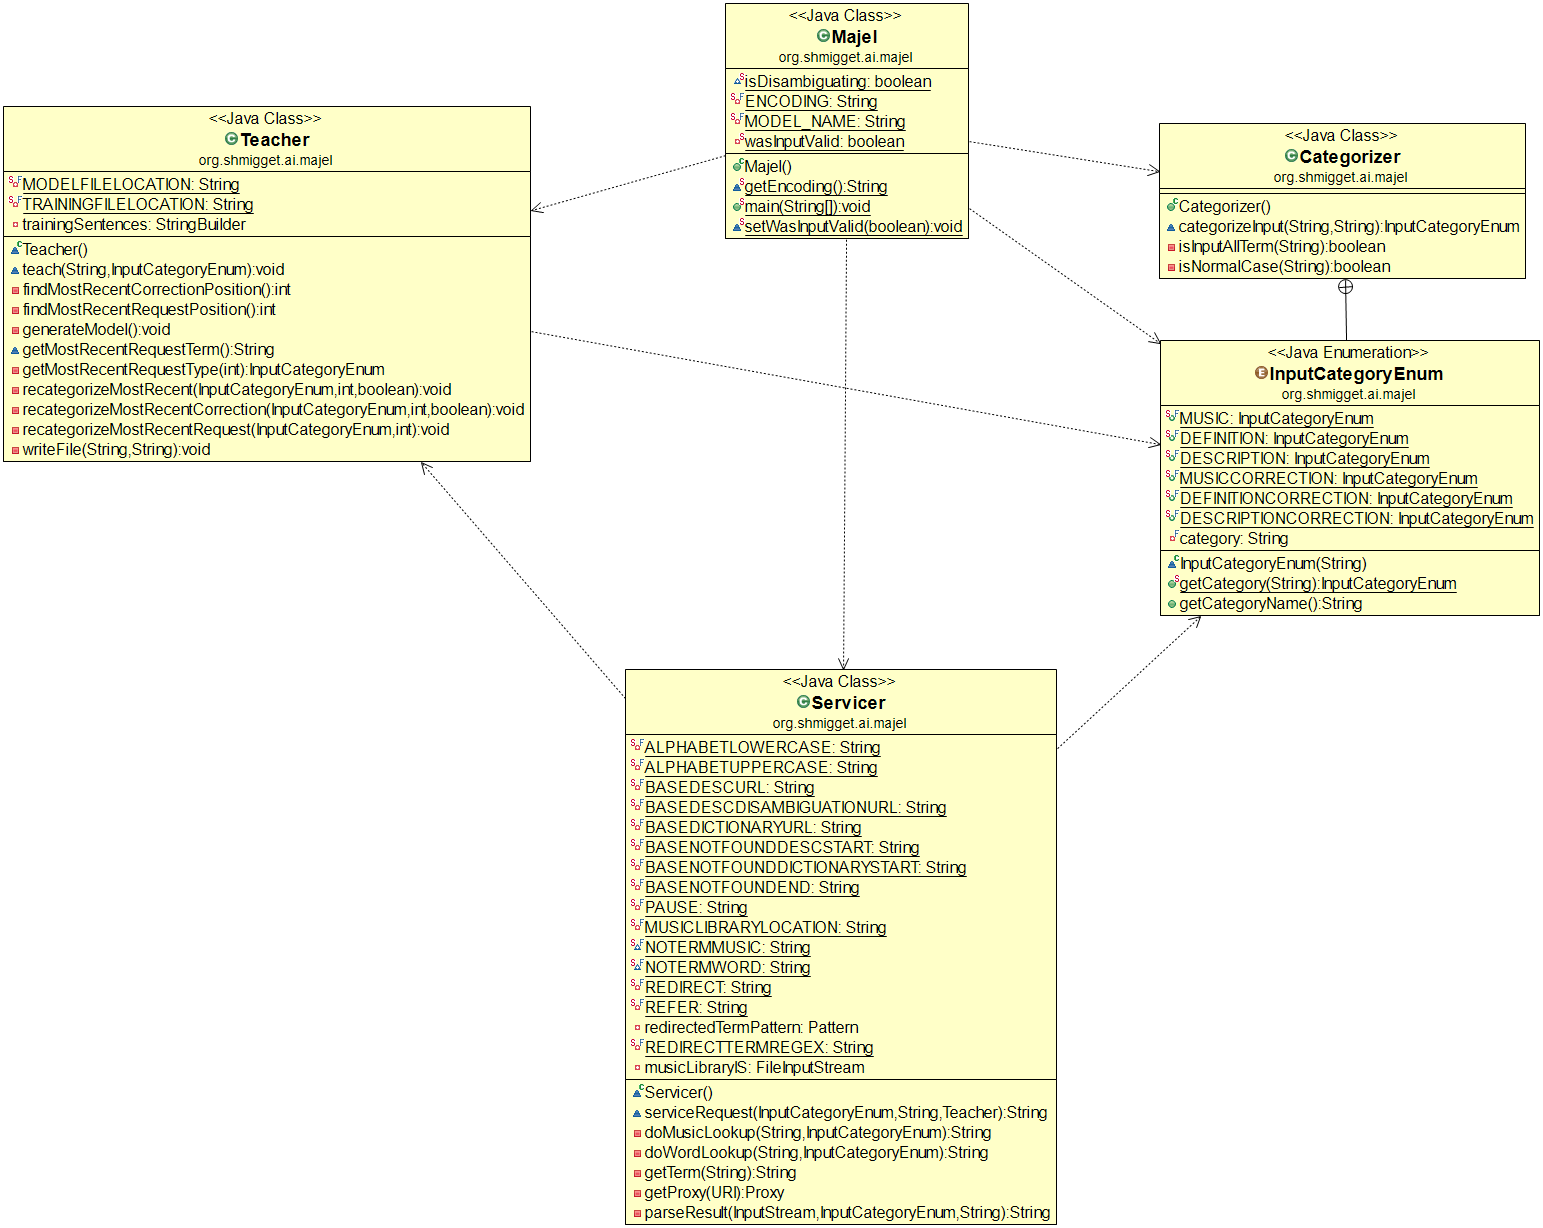 <<Java Class>>
Majel
org.shmigget.ai.majel
isDisambiguating: boolean
ENCODING: String
MODEL_NAME: String
wasInputValid: boolean
Majel()
getEncoding():String
main(String[]):void
setWasInputValid(boolean):void
<<Java Class>>
Teacher
org.shmigget.ai.majel
MODELFILELOCATION: String
TRAININGFILELOCATION: String
trainingSentences: StringBuilder
Teacher()
teach(String,InputCategoryEnum):void
findMostRecentCorrectionPosition():int
findMostRecentRequestPosition():int
generateModel():void
getMostRecentRequestTerm():String
getMostRecentRequestType(int):InputCategoryEnum
recategorizeMostRecent(InputCategoryEnum,int,boolean):void
recategorizeMostRecentCorrection(InputCategoryEnum,int,boolean):void
recategorizeMostRecentRequest(InputCategoryEnum,int):void
writeFile(String,String):void
<<Java Class>>
Categorizer
org.shmigget.ai.majel
Categorizer()
categorizeInput(String,String):InputCategoryEnum
isInputAllTerm(String):boolean
isNormalCase(String):boolean
<<Java Enumeration>>
InputCategoryEnum
org.shmigget.ai.majel
MUSIC: InputCategoryEnum
DEFINITION: InputCategoryEnum
DESCRIPTION: InputCategoryEnum
MUSICCORRECTION: InputCategoryEnum
DEFINITIONCORRECTION: InputCategoryEnum
DESCRIPTIONCORRECTION: InputCategoryEnum
category: String
InputCategoryEnum(String)
getCategory(String):InputCategoryEnum
getCategoryName():String
<<Java Class>>
Servicer
org.shmigget.ai.majel
ALPHABETLOWERCASE: String
ALPHABETUPPERCASE: String
BASEDESCURL: String
BASEDESCDISAMBIGUATIONURL: String
BASEDICTIONARYURL: String
BASENOTFOUNDDESCSTART: String
BASENOTFOUNDDICTIONARYSTART: String
BASENOTFOUNDEND: String
PAUSE: String
MUSICLIBRARYLOCATION: String
NOTERMMUSIC: String
NOTERMWORD: String
REDIRECT: String
REFER: String
redirectedTermPattern: Pattern
REDIRECTTERMREGEX: String
musicLibraryIS: FileInputStream
Servicer()
serviceRequest(InputCategoryEnum,String,Teacher):String
doMusicLookup(String,InputCategoryEnum):String
doWordLookup(String,InputCategoryEnum):String
getTerm(String):String
getProxy(URI):Proxy
parseResult(InputStream,InputCategoryEnum,String):String